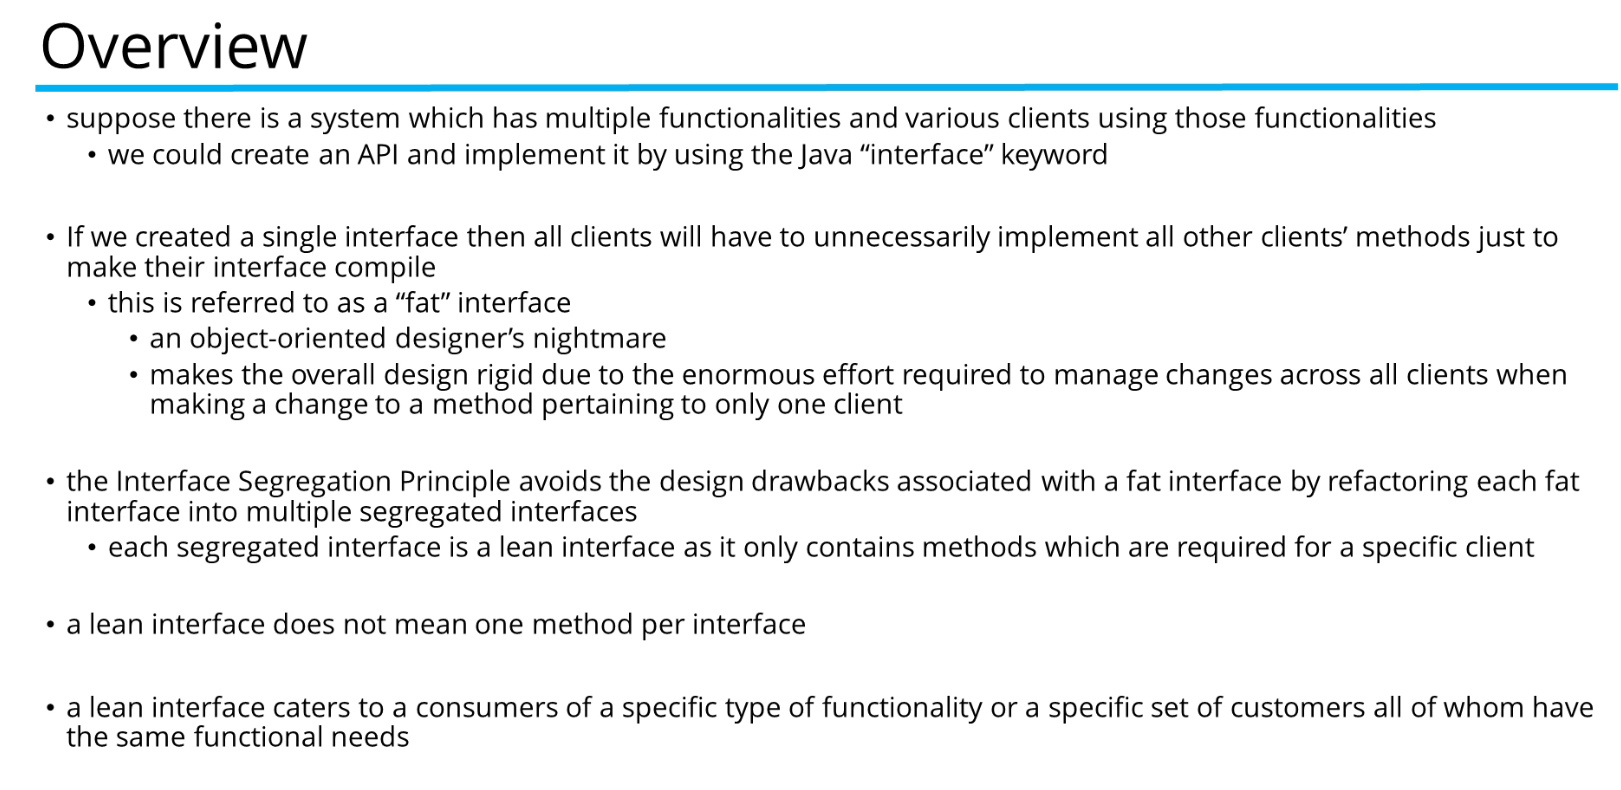 Overview
• suppose there is a system which has multiple functionalities and various clients using those functionalities
• we could create an API and implement it by using the Java “interface” keyword
• If we created a single interface then all clients will have to unnecessarily implement all other clients’ methods just to
make their interface compile
• this is referred to as a “fat” interface
• an object-oriented designer’s nightmare
• makes the overall design rigid due to the enormous effort required to manage changes across all clients when
making a change to a method pertaining to only one client
• the Interface Segregation Principle avoids the design drawbacks associated with a fat interface by refactoring each fat
interface into multiple segregated interfaces
• each segregated interface is a lean interface as it only contains methods which are required for a specific client
• a lean interface does not mean one method per interface
• a lean interface caters to a consumers of a specific type of functionality or a specific set of customers all of whom have
the same functional needs